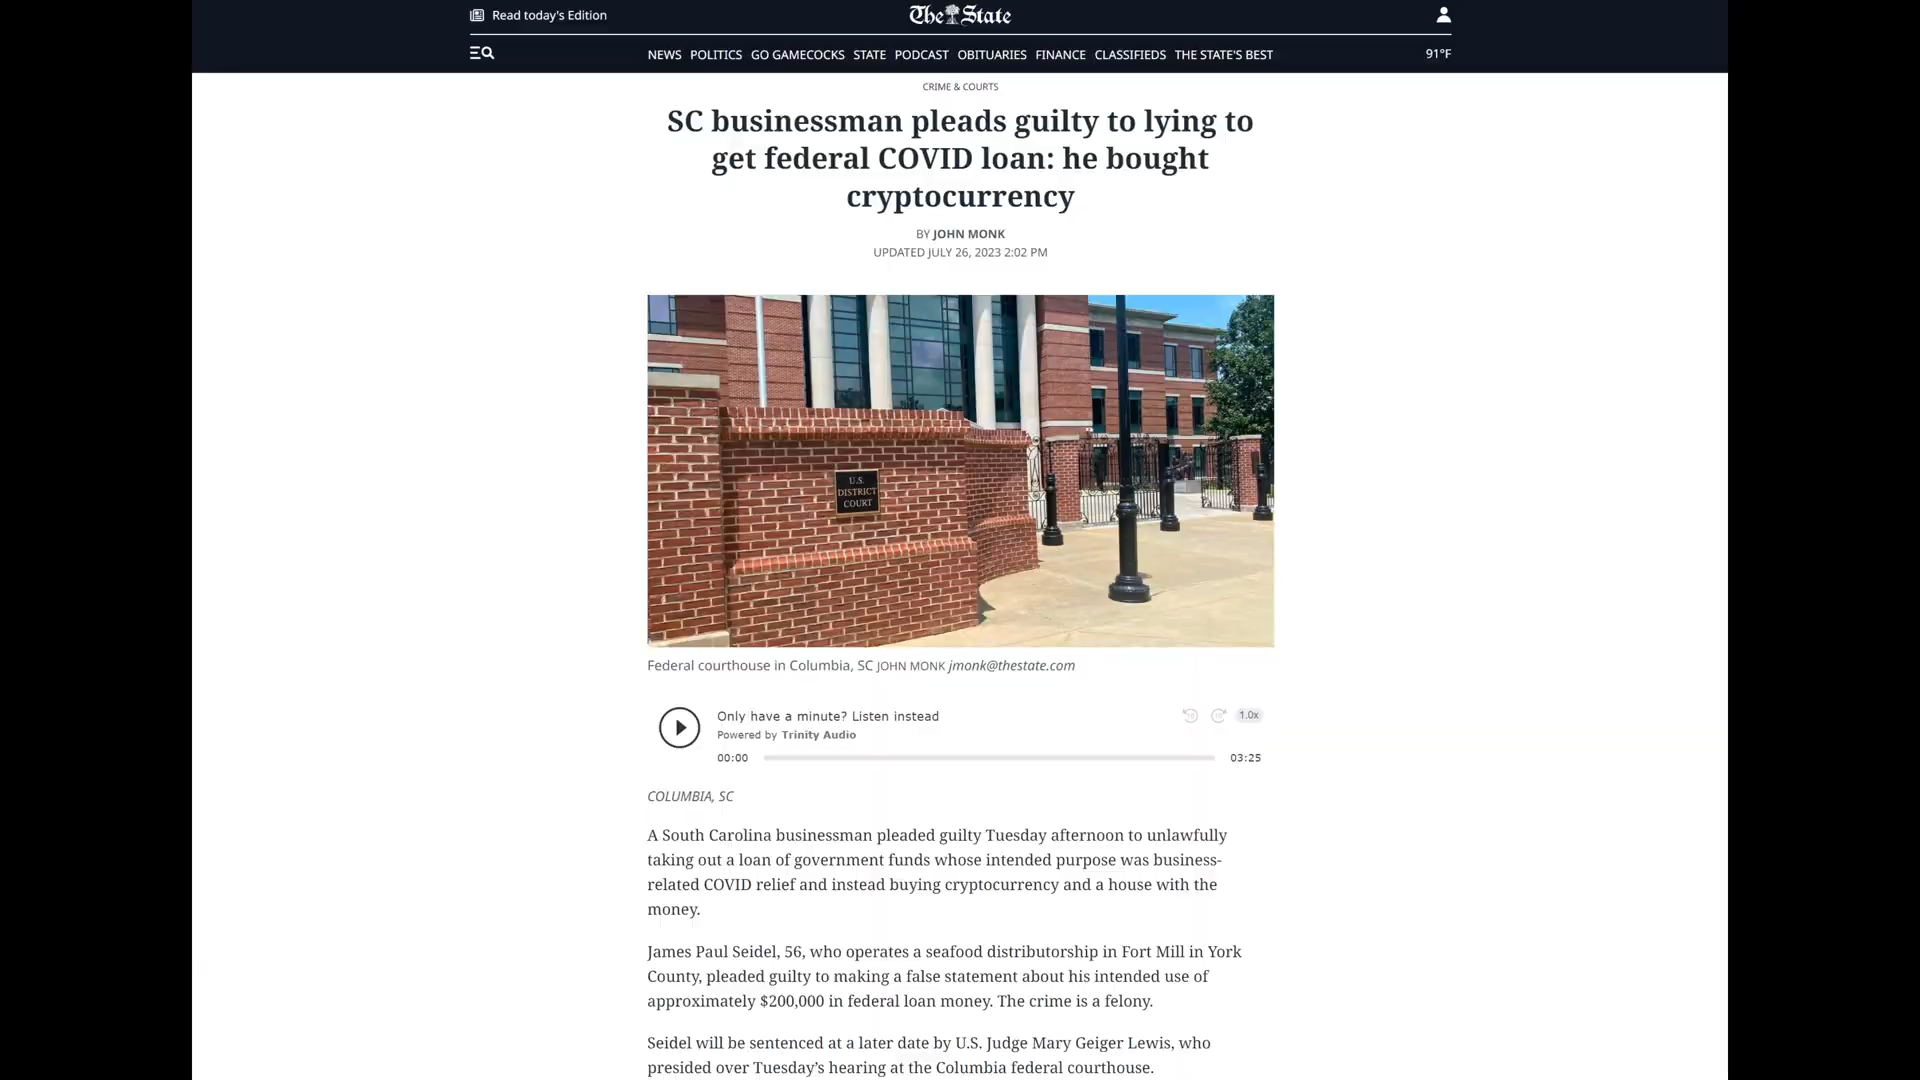 Read today's Edition
The State
NEWS POLITICS GO GAMECOCKS STATE PODCAST OBITUARIES FINANCE CLASSIFIEDS THE STATE'S BEST
91°F
CRIME & COURTS
SC businessman pleads guilty to lying to
get federal COVID loan: he bought
cryptocurrency
BY JOHN MONK
UPDATED JULY 26, 2023 2:02 PM
U.S.
DISTRICT
COURT
Federal courthouse in Columbia, SC JOHN MONK jmonk@thestate.com
Only have a minute? Listen instead
1.0x
Powered by Trinity Audio
00:00
03:25
COLUMBIA, SC
A South Carolina businessman pleaded guilty Tuesday afternoon to unlawfully
taking out a loan of government funds whose intended purpose was business-
related COVID relief and instead buying cryptocurrency and a house with the
money.
James Paul Seidel, 56, who operates a seafood distributorship in Fort Mill in York
County, pleaded guilty to making a false statement about his intended use of
approximately $200,000 in federal loan money. The crime is a felony.
Seidel will be sentenced at a later date by U.S. Judge Mary Geiger Lewis, who
presided over Tuesday’s hearing at the Columbia federal courthouse.